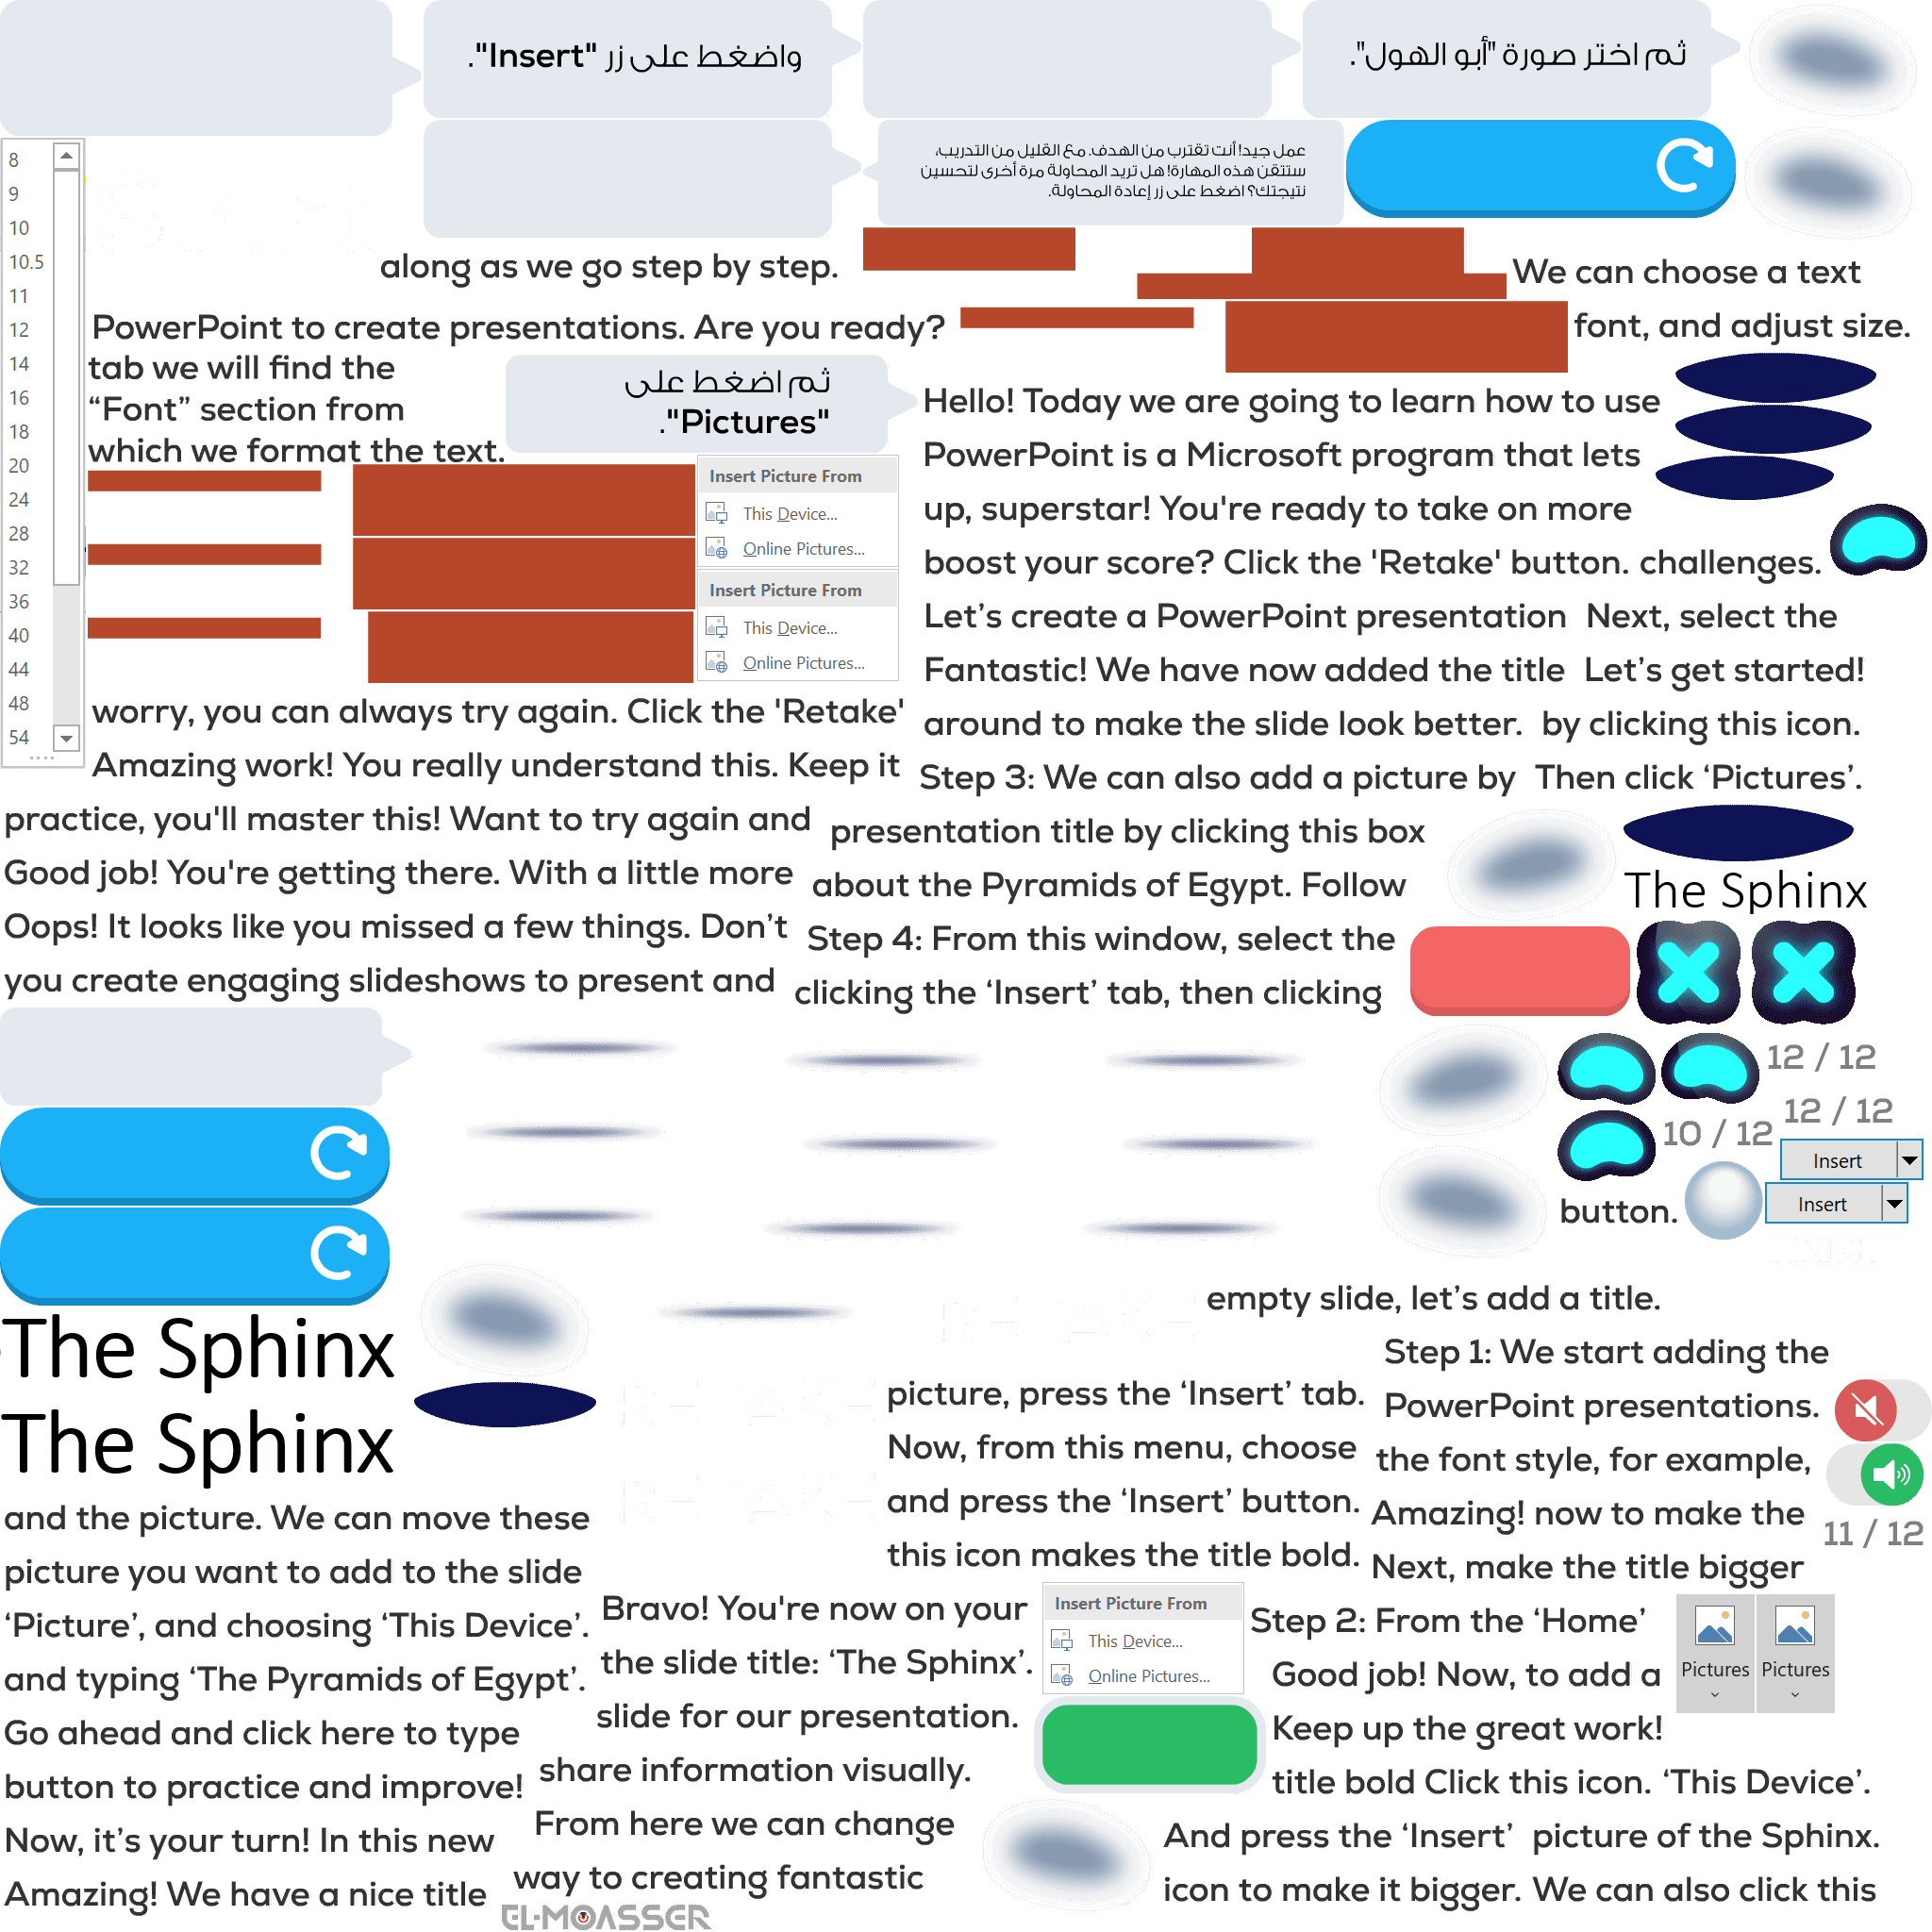 واضغط على زر "Insert".
ثم اختر صورة "أبو الهول".
عمل جيد! أنت تقترب من الهدف. مع القليل من التدريب،
ستتقن هذه المهارة! هل تريد المحاولة مرة أخرى لتحسين
نتيجتك؟ اضغط على زر إعادة المحاولة.
8
9
10
10.5
11
12
14
16
18
20
24
28
32
36
40
44
48
54
along as we go step by step.
We can choose a text
PowerPoint to create presentations. Are you ready?
font, and adjust size.
tab we will find the
“Font” section from
which we format the text.
ثم اضغط على
"Pictures".
Hello! Today we are going to learn how to use
PowerPoint is a Microsoft program that lets
up, superstar! You're ready to take on more
boost your score? Click the 'Retake' button.
challenges.
Insert Picture From
This Device...
Online Pictures...
Insert Picture From
This Device...
Online Pictures...
Let’s create a PowerPoint presentation
Next, select the
Fantastic! We have now added the title
Let’s get started!
worry, you can always try again. Click the 'Retake'
around to make the slide look better.
by clicking this icon.
Amazing work! You really understand this. Keep it
Step 3: We can also add a picture by
Then click ‘Pictures’.
practice, you'll master this! Want to try again and
presentation title by clicking this box
Good job! You're getting there. With a little more
about the Pyramids of Egypt. Follow
The Sphinx
Oops! It looks like you missed a few things. Don’t
Step 4: From this window, select the
you create engaging slideshows to present and
clicking the ‘Insert’ tab, then clicking
12 / 12
12 / 12
10 / 12
Insert
Insert
button.
empty slide, let’s add a title.
The Sphinx
The Sphinx
Step 1: We start adding the
picture, press the ‘Insert’ tab.
PowerPoint presentations.
Now, from this menu, choose
the font style, for example,
and press the ‘Insert’ button.
Amazing! now to make the
11 / 12
this icon makes the title bold.
Next, make the title bigger
and the picture. We can move these
picture you want to add to the slide
‘Picture’, and choosing ‘This Device’.
and typing ‘The Pyramids of Egypt’.
Go ahead and click here to type
button to practice and improve!
Now, it’s your turn! In this new
Amazing! We have a nice title
Bravo! You're now on your
the slide title: ‘The Sphinx’.
slide for our presentation.
share information visually.
From here we can change
way to creating fantastic
EL-MOASSER
Insert Picture From
This Device...
Online Pictures...
Step 2: From the ‘Home’
Good job! Now, to add a
Keep up the great work!
title bold Click this icon.
‘This Device’.
Pictures
Pictures
And press the ‘Insert’
picture of the Sphinx.
icon to make it bigger.
We can also click this